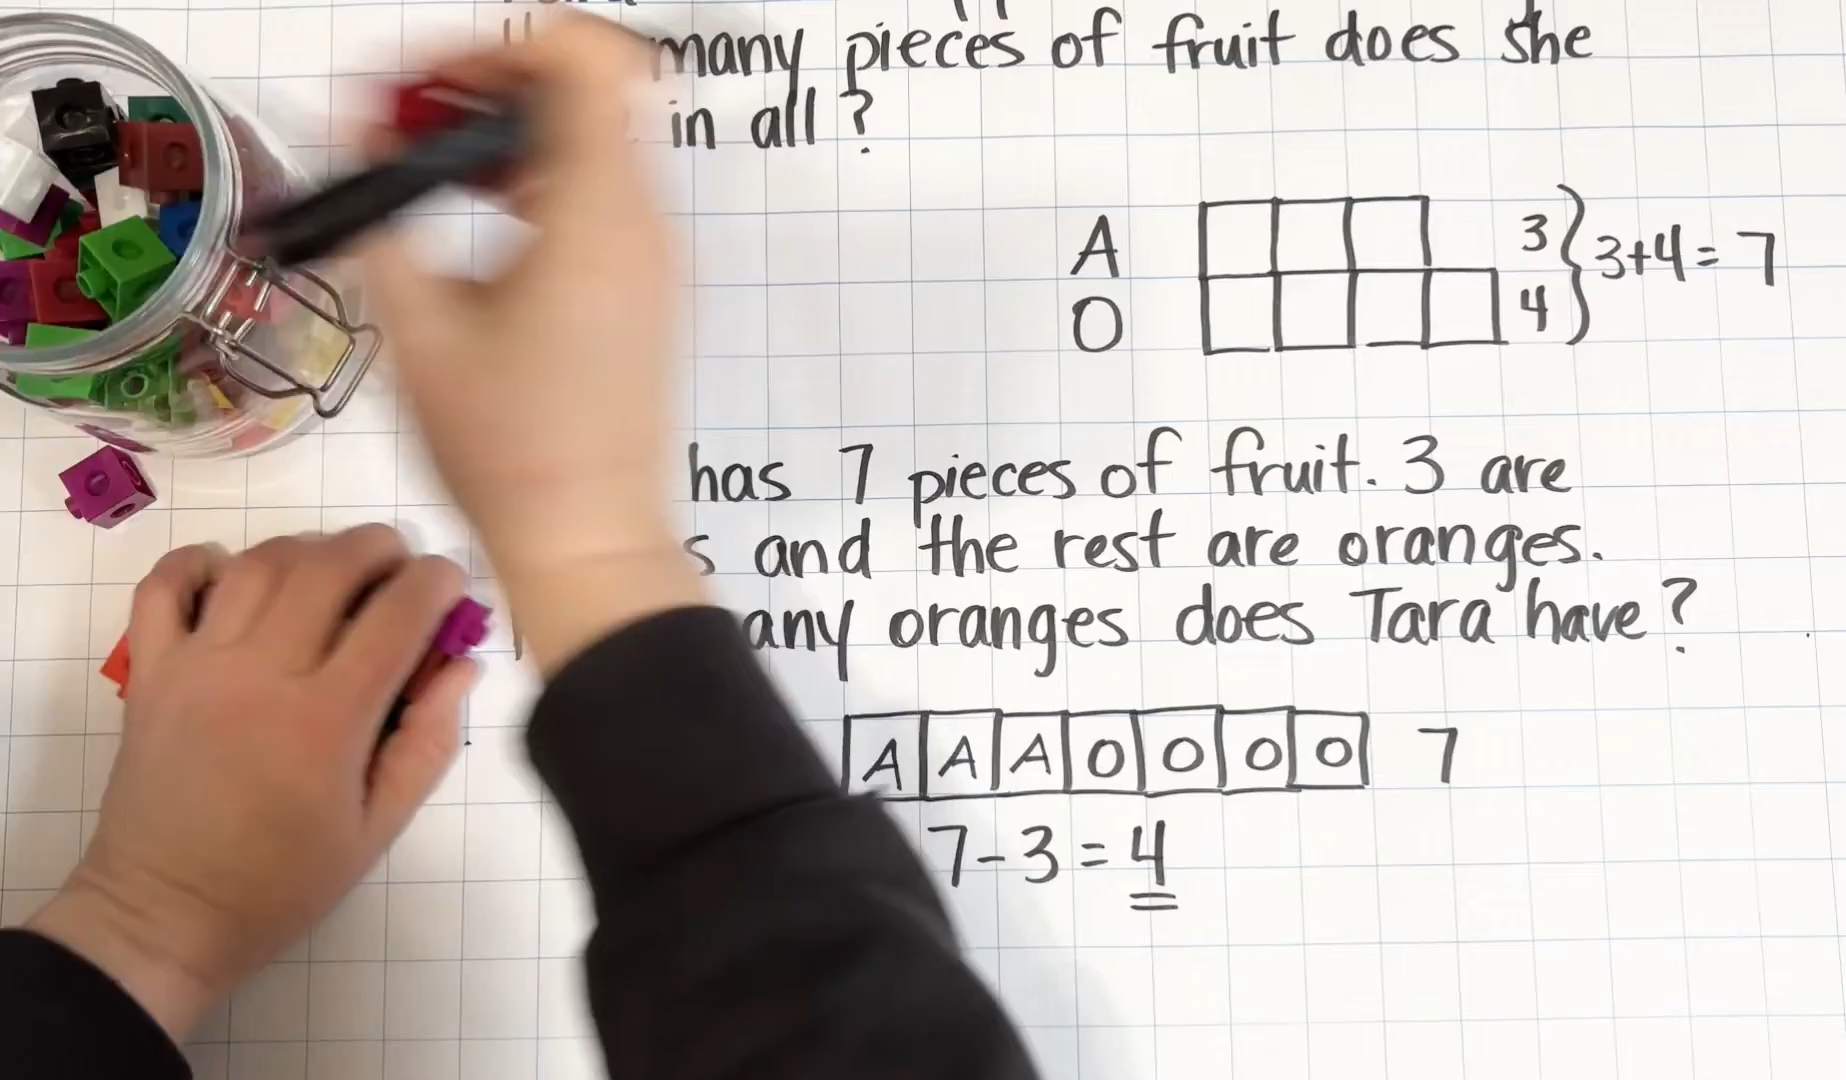 many pieces of fruit does she
in all?
A 3
O 4
3+4=7
has 7 pieces of fruit. 3 are
s and the rest are oranges.
any oranges does Tara have?
A A A O O O O 7
7-3=4